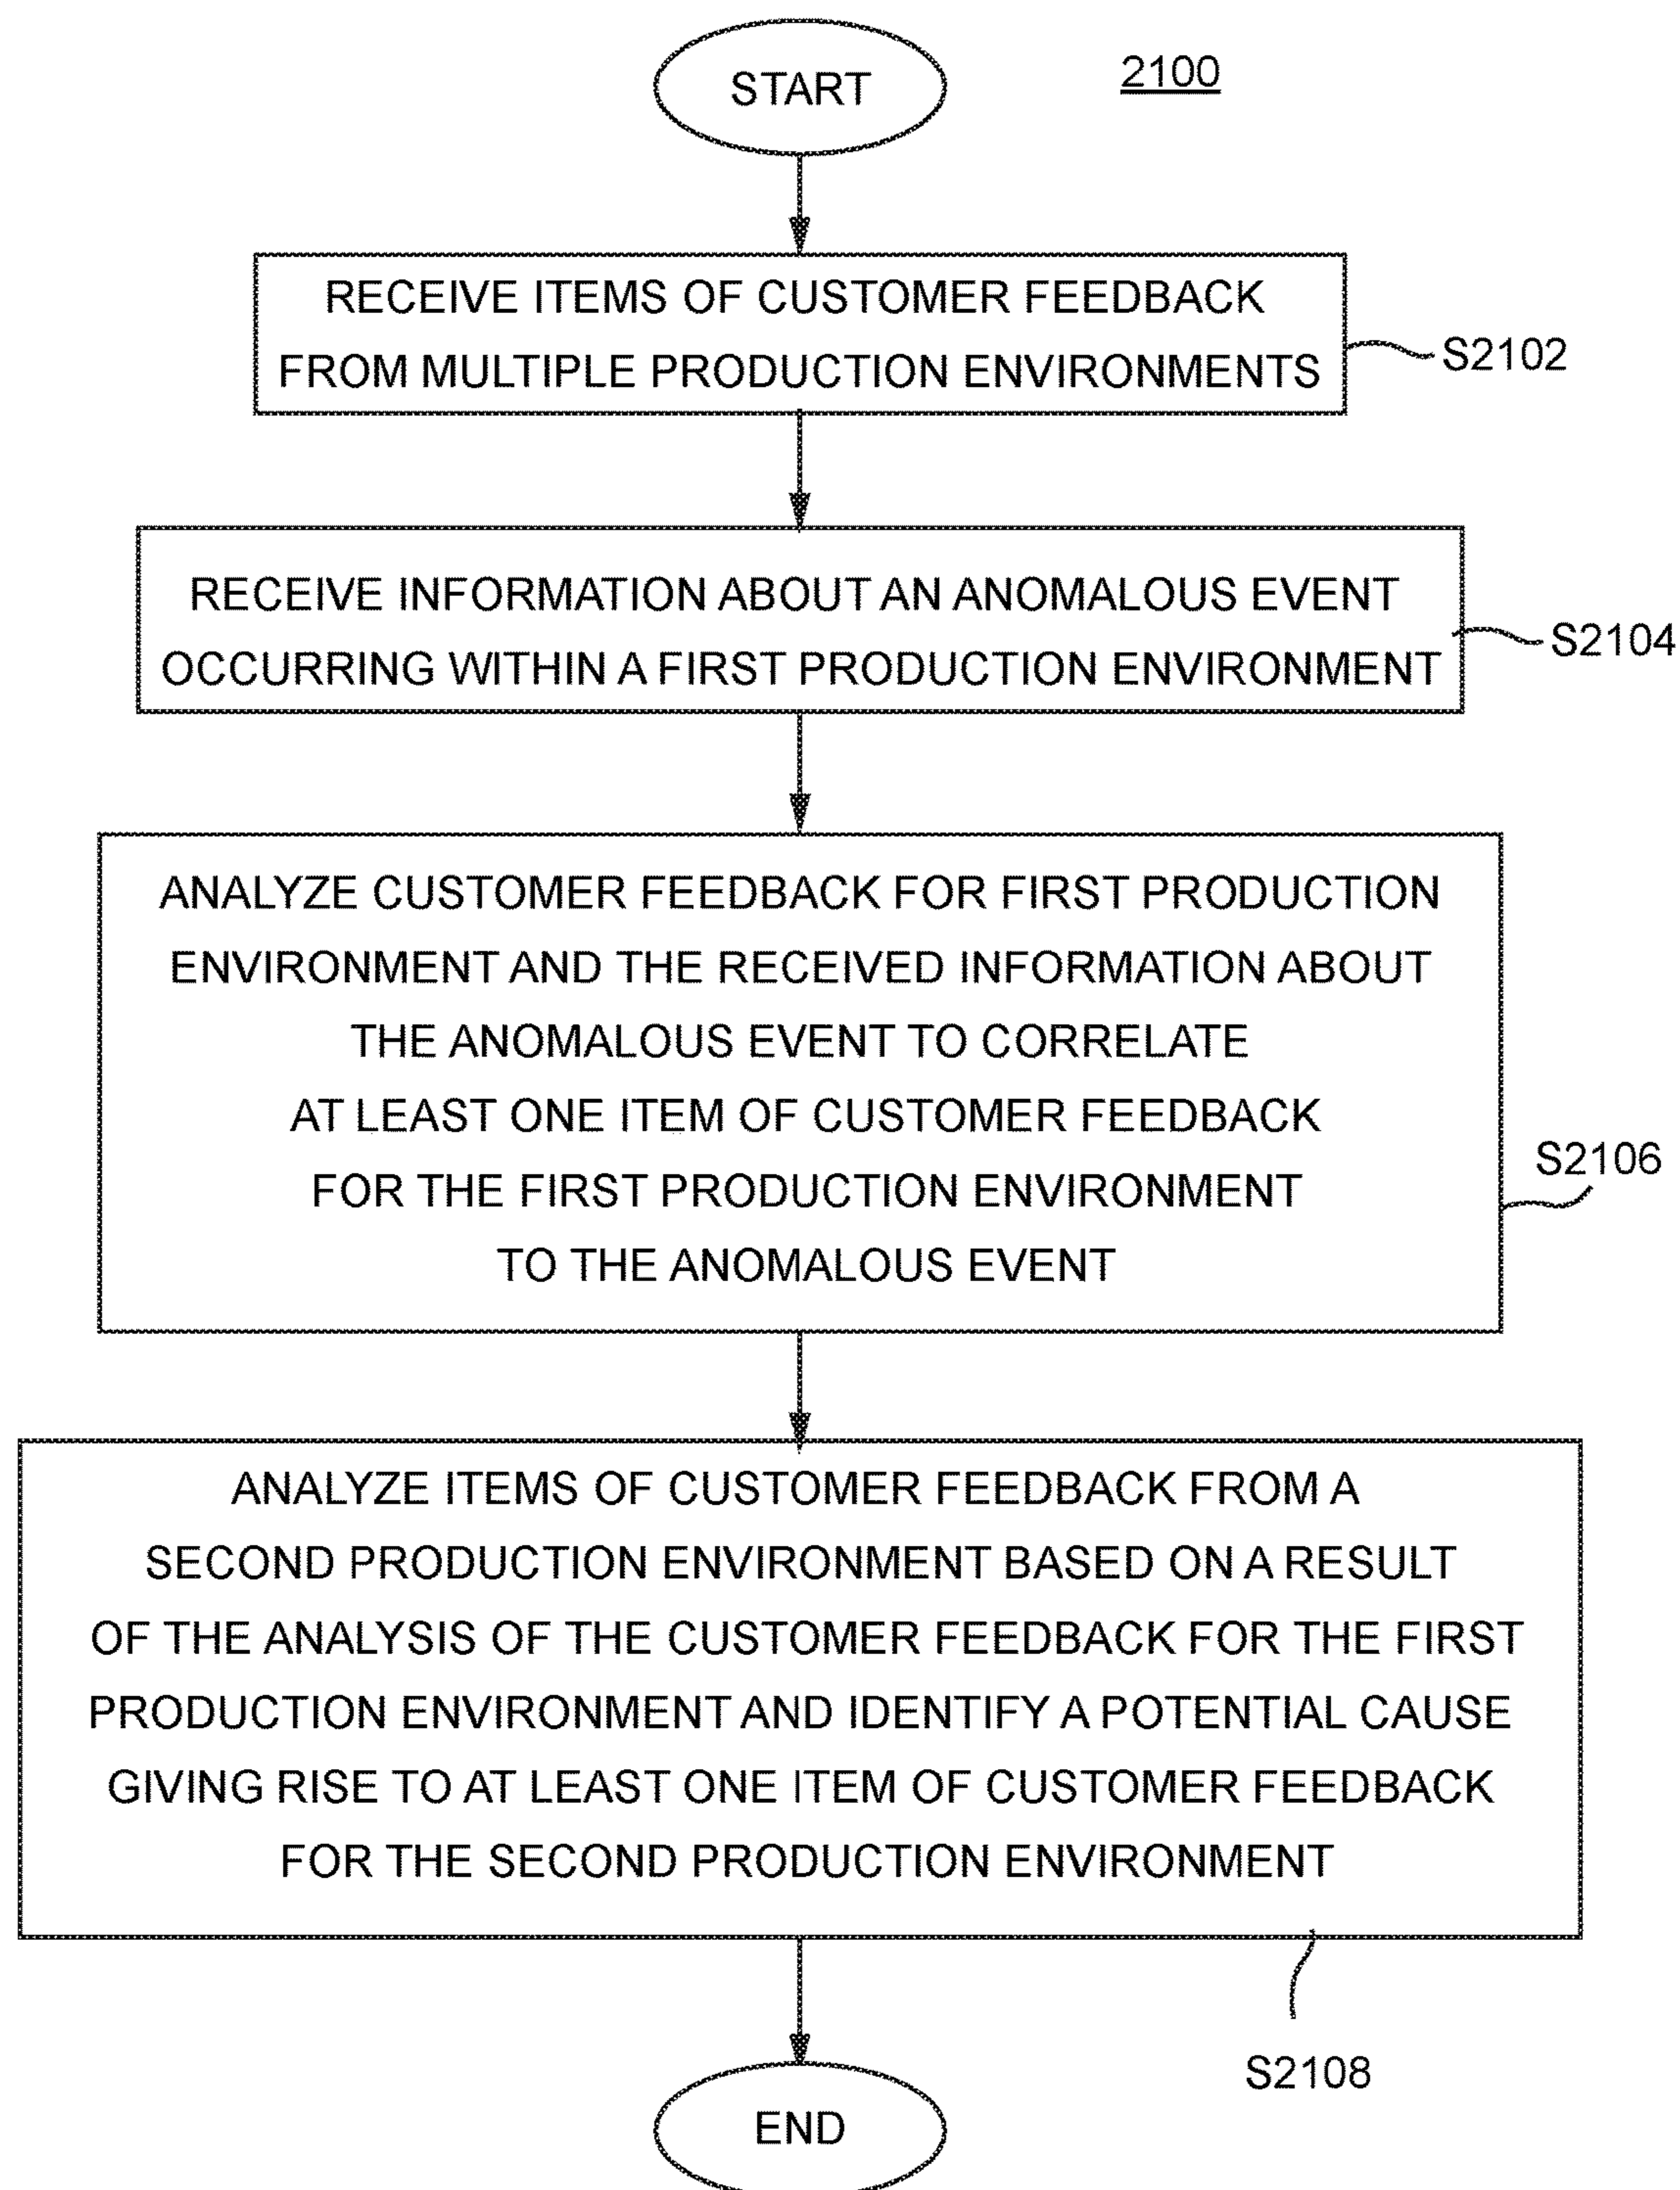 START
2100
RECEIVE ITEMS OF CUSTOMER FEEDBACK
FROM MULTIPLE PRODUCTION ENVIRONMENTS
S2102
RECEIVE INFORMATION ABOUT AN ANOMALOUS EVENT
OCCURRING WITHIN A FIRST PRODUCTION ENVIRONMENT
S2104
ANALYZE CUSTOMER FEEDBACK FOR FIRST PRODUCTION
ENVIRONMENT AND THE RECEIVED INFORMATION ABOUT
THE ANOMALOUS EVENT TO CORRELATE
AT LEAST ONE ITEM OF CUSTOMER FEEDBACK
FOR THE FIRST PRODUCTION ENVIRONMENT
TO THE ANOMALOUS EVENT
S2106
ANALYZE ITEMS OF CUSTOMER FEEDBACK FROM A
SECOND PRODUCTION ENVIRONMENT BASED ON A RESULT
OF THE ANALYSIS OF THE CUSTOMER FEEDBACK FOR THE FIRST
PRODUCTION ENVIRONMENT AND IDENTIFY A POTENTIAL CAUSE
GIVING RISE TO AT LEAST ONE ITEM OF CUSTOMER FEEDBACK
FOR THE SECOND PRODUCTION ENVIRONMENT
S2108
END